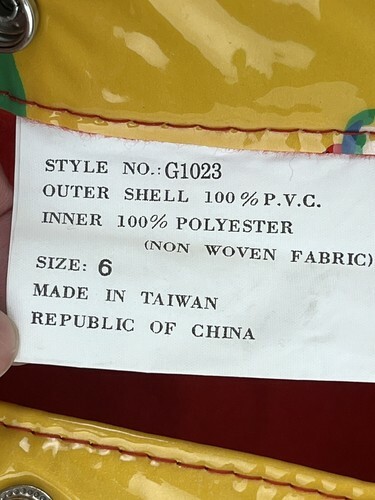 STYLE NO.: G1023
OUTER SHELL 100% P.V.C.
INNER 100% POLYESTER
(NON WOVEN FABRIC)
SIZE: 6
MADE IN TAIWAN
REPUBLIC OF CHINA